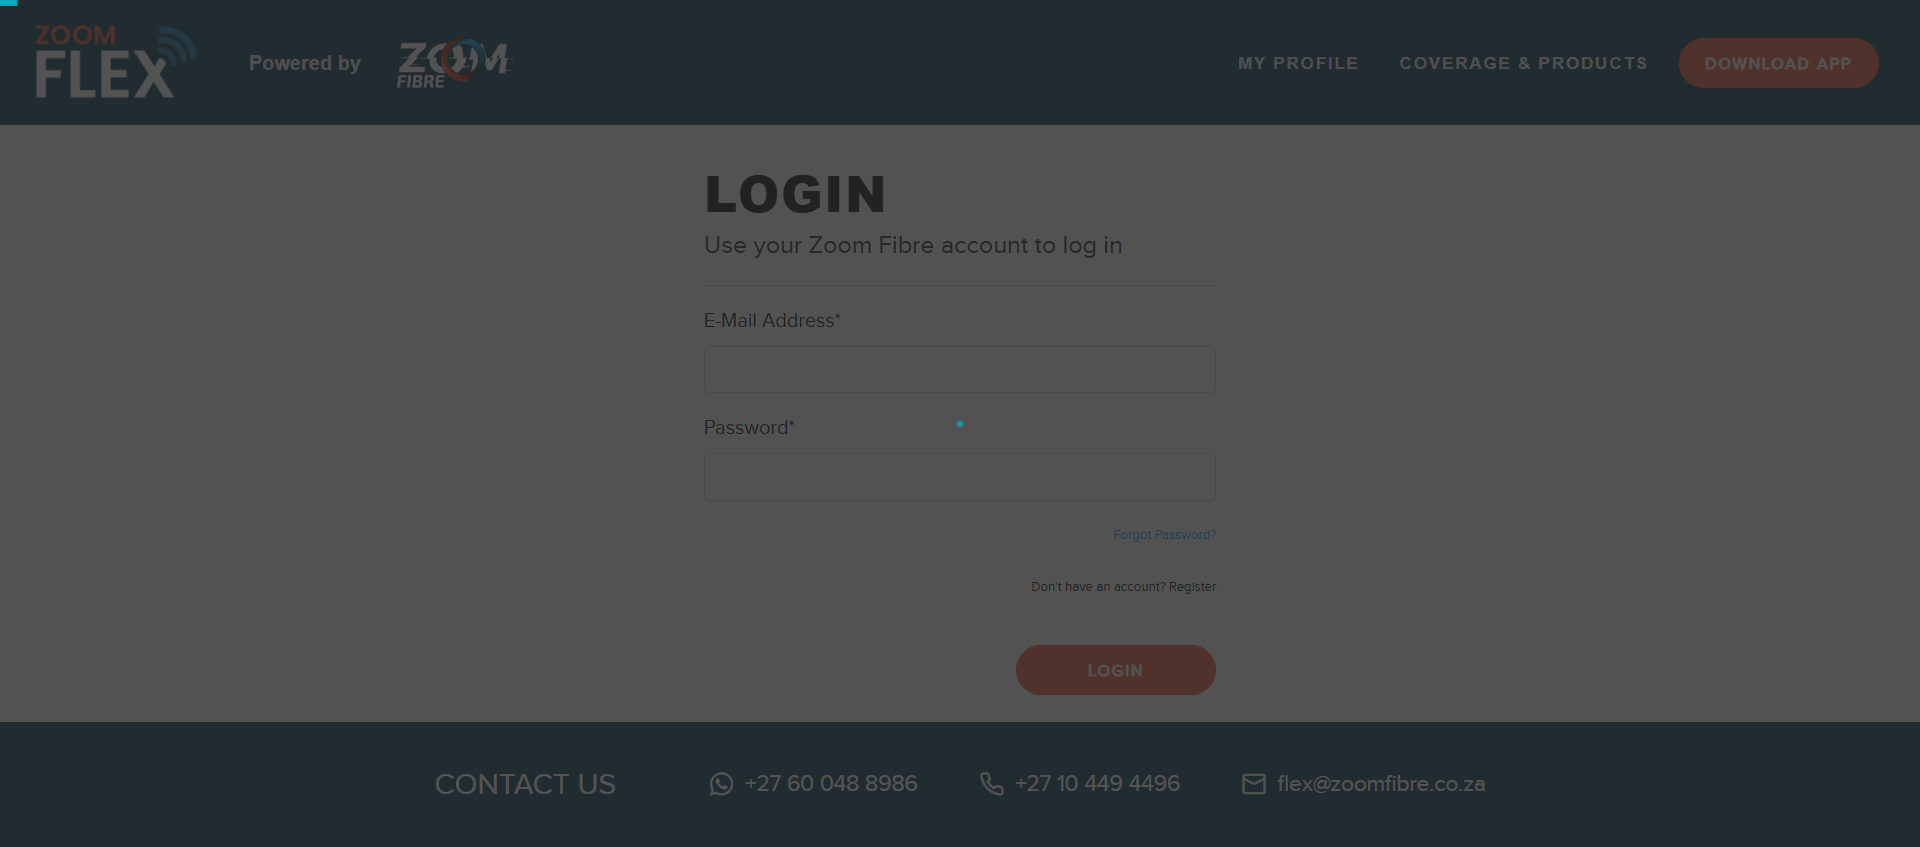 ZOOM
FLEX
Powered by
ZOOM
FIBRE
MY PROFILE
COVERAGE & PRODUCTS
DOWNLOAD APP
LOGIN
Use your Zoom Fibre account to log in
E-Mail Address*
Password*
Forgot Password?
Don't have an account? Register
LOGIN
CONTACT US
+27 60 048 8986
+27 10 449 4496
flex@zoomfibre.co.za